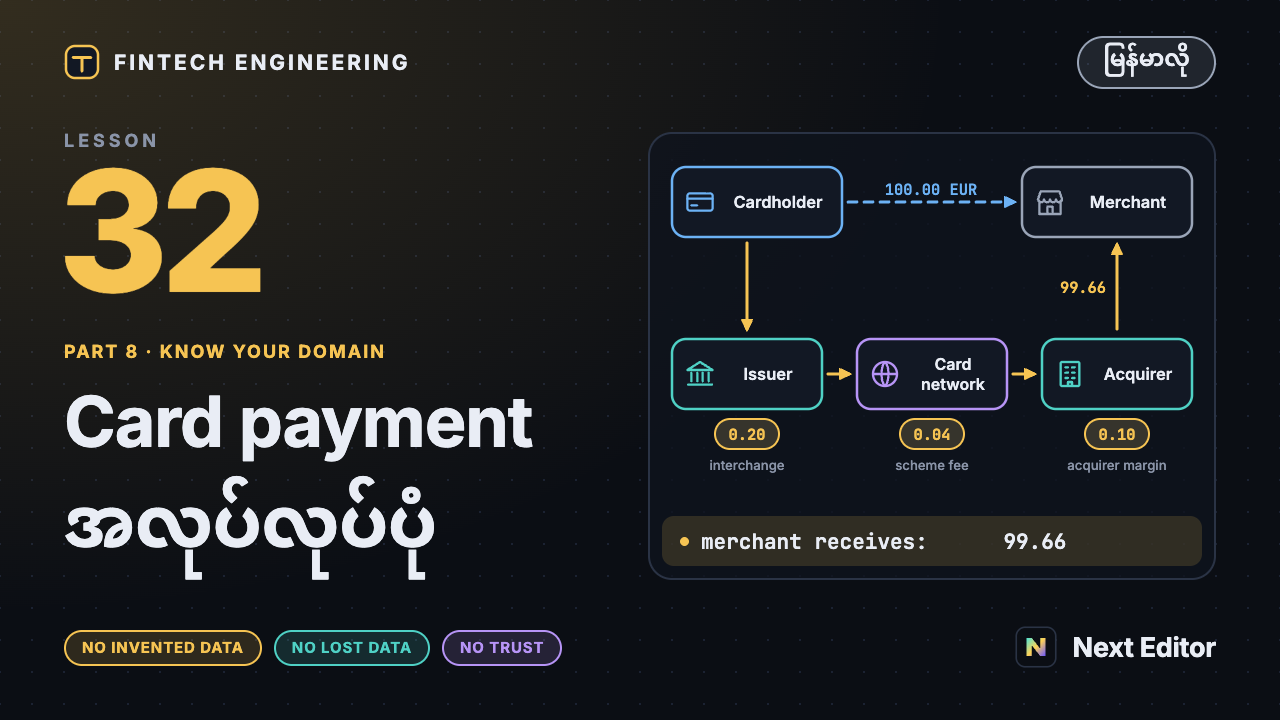 FINTECH ENGINEERING
မြန်မာလို
LESSON
32
PART 8 · KNOW YOUR DOMAIN
Card payment
အလုပ်လုပ်ပုံ
Cardholder
100.00 EUR
Merchant
99.66
Issuer
Card
network
Acquirer
0.20
0.04
0.10
interchange
scheme fee
acquirer margin
merchant receives: 99.66
NO INVENTED DATA
NO LOST DATA
NO TRUST
N
Next Editor